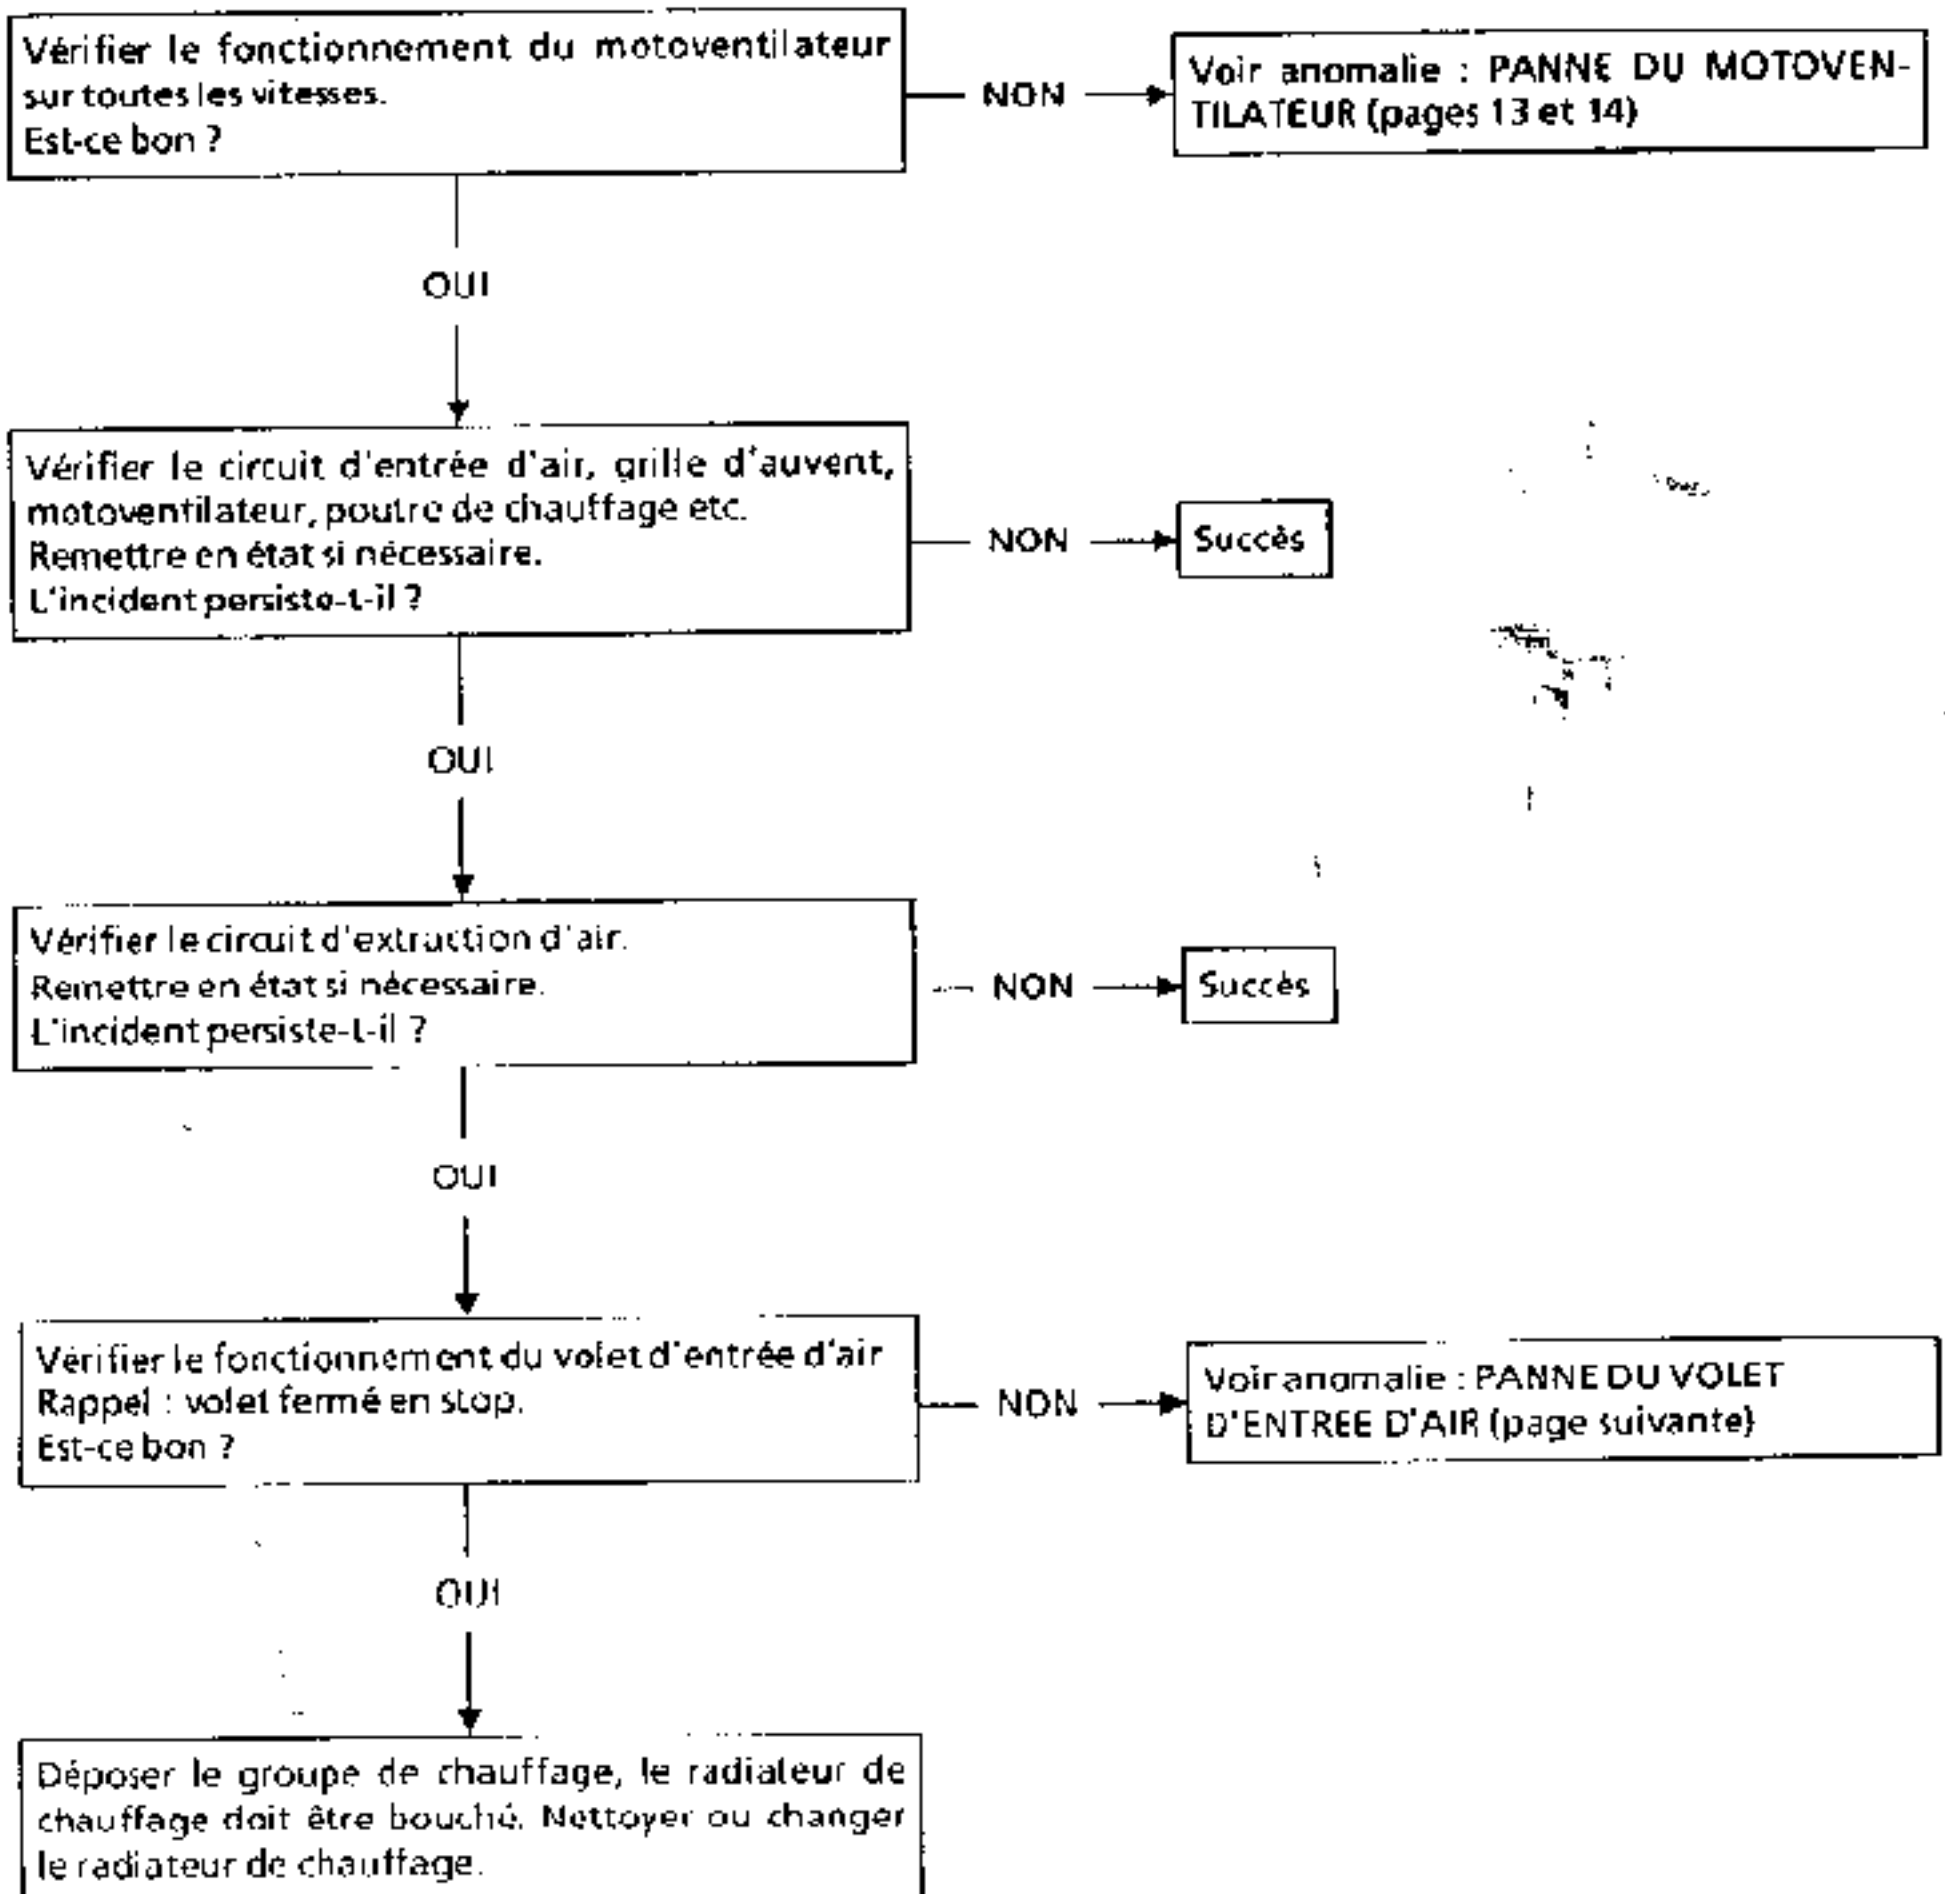 Vérifier le fonctionnement du motoventilateur
sur toutes les vitesses.
Est-ce bon ?
NON
Voir anomalie : PANNE DU MOTOVEN-
TILATEUR (pages 13 et 14)
OUI
Vérifier le circuit d'entrée d'air, grille d'auvent,
motoventilateur, poutre de chauffage etc.
Remettre en état si nécessaire.
L'incident persiste-t-il ?
NON
Succès
OUI
Vérifier le circuit d'extraction d'air.
Remettre en état si nécessaire.
L'incident persiste-t-il ?
NON
Succès
OUI
Vérifier le fonctionnement du volet d'entrée d'air
Rappel : volet fermé en stop.
Est-ce bon ?
NON
Voir anomalie : PANNE DU VOLET
D'ENTREE D'AIR (page suivante)
OUI
Déposer le groupe de chauffage, le radiateur de
chauffage doit être bouché. Nettoyer ou changer
le radiateur de chauffage.